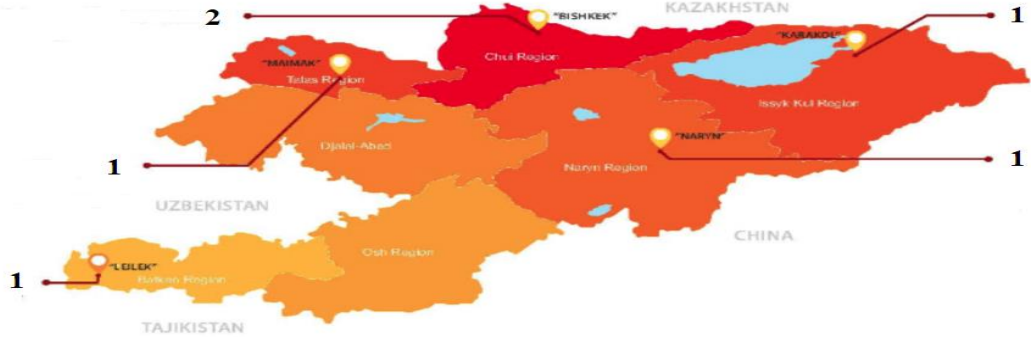 KAZAKHSTAN
2
"BISHKEK"
1
"KARAKOL"
Chui Region
"MAIMAK"
Talas Region
Issyk Kul Region
"NARYN"
Djalal-Abad
1
Naryn Region
1
UZBEKISTAN
CHINA
Osh Region
"LEILEK"
1
Batken Region
TAJIKISTAN